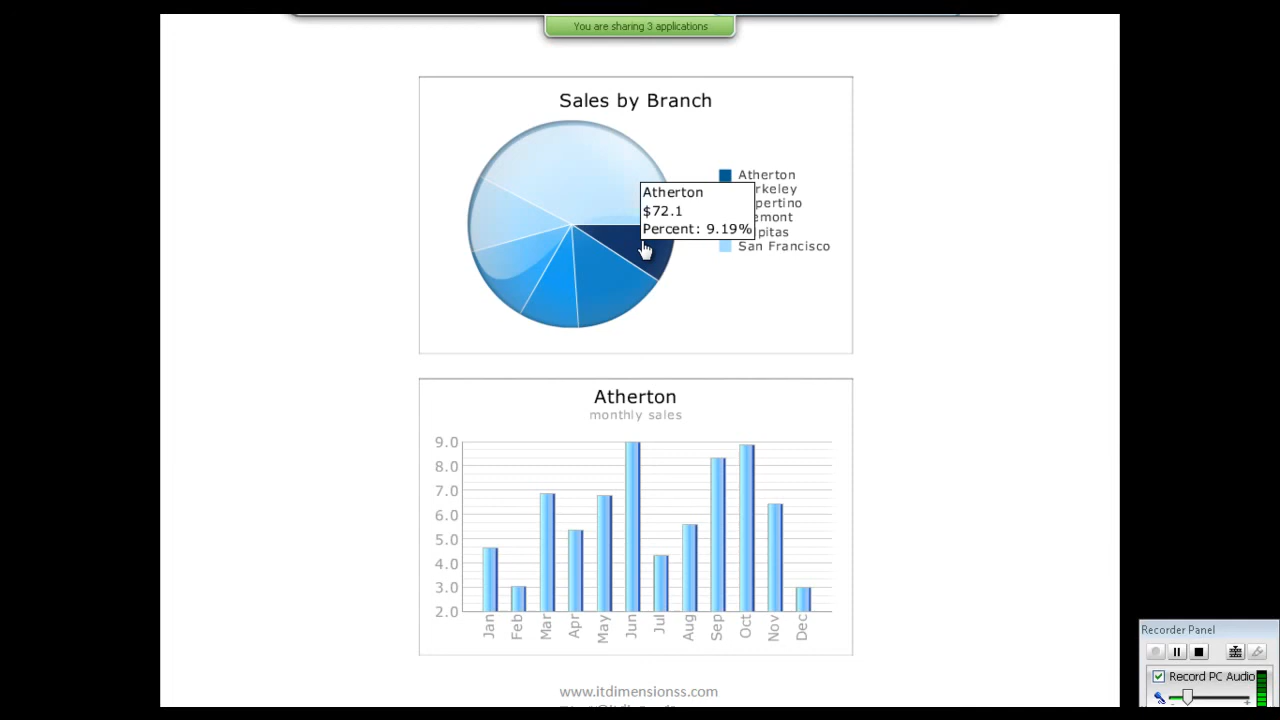 You are sharing 3 applications
Sales by Branch
Atherton
$72.1
Percent: 9.19%
Atherton
rkeley
pertino
emont
pitas
San Francisco
Atherton
monthly sales
9.0
8.0
7.0
6.0
5.0
4.0
3.0
2.0
Jan Feb Mar Apr May Jun Jul Aug Sep Oct Nov Dec
www.itdimensionss.com
Recorder Panel
Record PC Audio